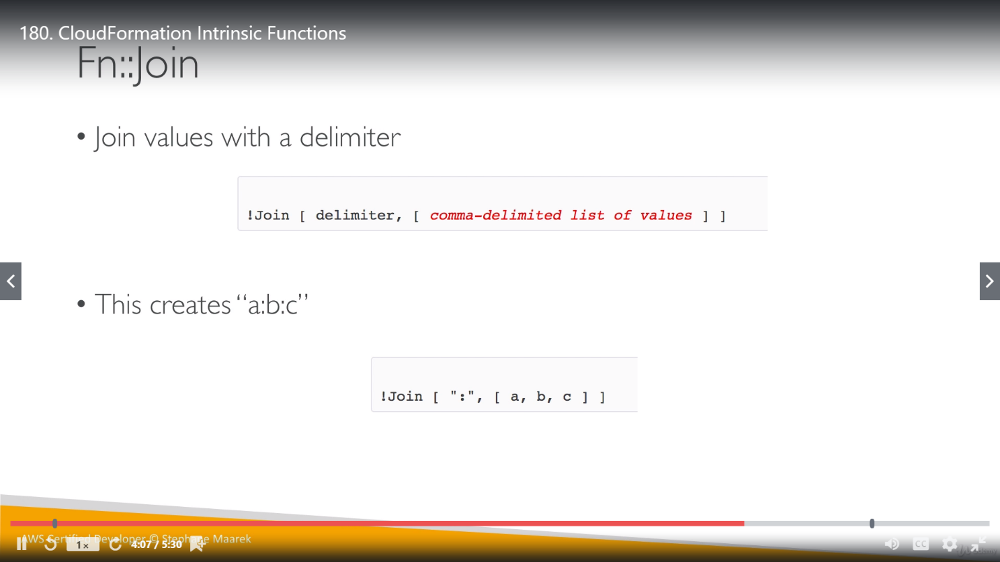 180. CloudFormation Intrinsic Functions
Fn::Join
• Join values with a delimiter
!Join [ delimiter, [ comma-delimited list of values ] ]
• This creates “a:b:c”
!Join [ ":", [ a, b, c ] ]
AWS Certified Developer © Stephane Maarek
1×
4:07 / 5:30
CC